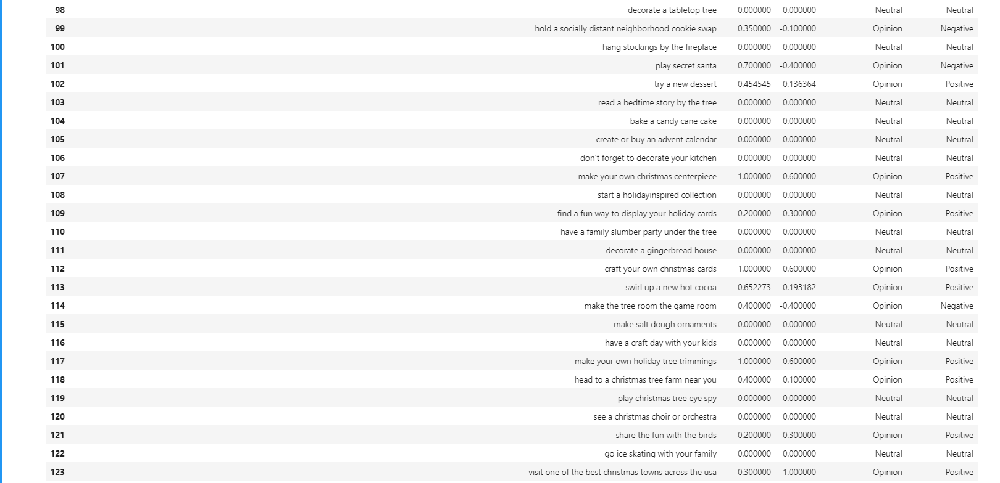 98 decorate a tabletop tree 0.000000 0.000000 Neutral Neutral
99 hold a socially distant neighborhood cookie swap 0.350000 -0.100000 Opinion Negative
100 hang stockings by the fireplace 0.000000 0.000000 Neutral Neutral
101 play secret santa 0.700000 -0.400000 Opinion Negative
102 try a new dessert 0.454545 0.136364 Opinion Positive
103 read a bedtime story by the tree 0.000000 0.000000 Neutral Neutral
104 bake a candy cane cake 0.000000 0.000000 Neutral Neutral
105 create or buy an advent calendar 0.000000 0.000000 Neutral Neutral
106 don't forget to decorate your kitchen 0.000000 0.000000 Neutral Neutral
107 make your own christmas centerpiece 1.000000 0.600000 Opinion Positive
108 start a holidayinspired collection 0.000000 0.000000 Neutral Neutral
109 find a fun way to display your holiday cards 0.200000 0.300000 Opinion Positive
110 have a family slumber party under the tree 0.000000 0.000000 Neutral Neutral
111 decorate a gingerbread house 0.000000 0.000000 Neutral Neutral
112 craft your own christmas cards 1.000000 0.600000 Opinion Positive
113 swirl up a new hot cocoa 0.652273 0.193182 Opinion Positive
114 make the tree room the game room 0.400000 -0.400000 Opinion Negative
115 make salt dough ornaments 0.000000 0.000000 Neutral Neutral
116 have a craft day with your kids 0.000000 0.000000 Neutral Neutral
117 make your own holiday tree trimmings 1.000000 0.600000 Opinion Positive
118 head to a christmas tree farm near you 0.400000 0.100000 Opinion Positive
119 play christmas tree eye spy 0.000000 0.000000 Neutral Neutral
120 see a christmas choir or orchestra 0.000000 0.000000 Neutral Neutral
121 share the fun with the birds 0.200000 0.300000 Opinion Positive
122 go ice skating with your family 0.000000 0.000000 Neutral Neutral
123 visit one of the best christmas towns across the usa 0.300000 1.000000 Opinion Positive